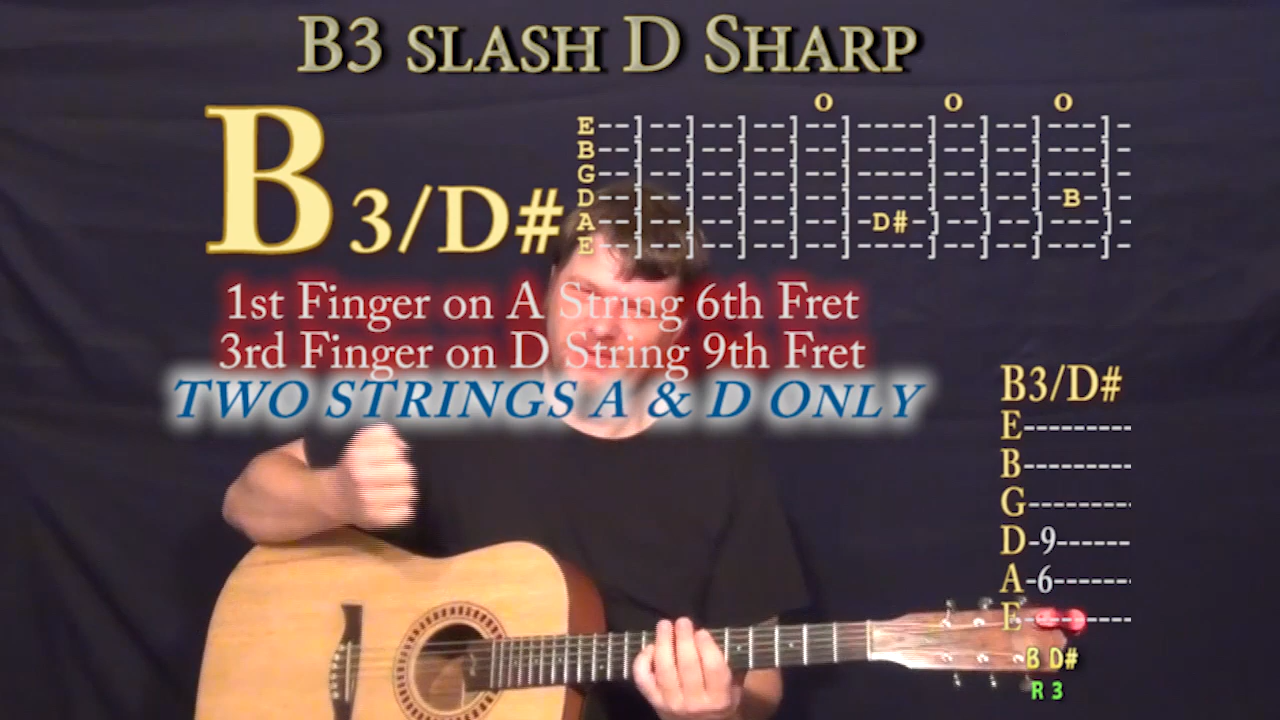 B3 SLASH D SHARP
B 3/D#
O O O
E--]--]--]--]--]----]--]--]---]-
B--]--]--]--]--]----]--]--]---]-
G--]--]--]--]--]----]--]--]---]-
D--]--]--]--]--]----]--]--]-B-]-
A--]--]--]--]--]-D#-]--]--]---]-
E--]--]--]--]--]----]--]--]---]-
1st Finger on A String 6th Fret
3rd Finger on D String 9th Fret
TWO STRINGS A & D ONLY
B3/D#
E---------
B---------
G---------
D-9------
A-6------
E---------
B D#
R 3